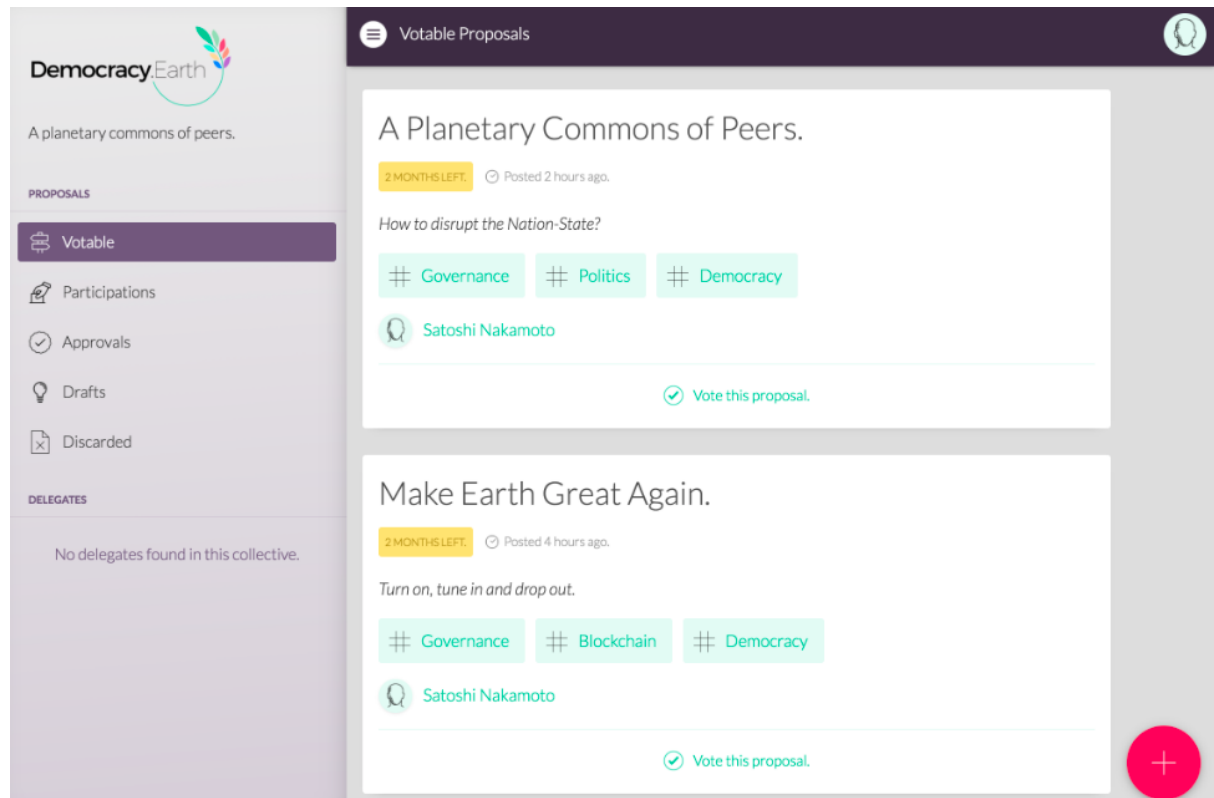 Democracy.Earth
A planetary commons of peers.
PROPOSALS
Votable
Participations
Approvals
Drafts
Discarded
DELEGATES
No delegates found in this collective.
Votable Proposals
A Planetary Commons of Peers.
2 MONTHS LEFT. Posted 2 hours ago.
How to disrupt the Nation-State?
# Governance # Politics # Democracy
Satoshi Nakamoto
Vote this proposal.
Make Earth Great Again.
2 MONTHS LEFT. Posted 4 hours ago.
Turn on, tune in and drop out.
# Governance # Blockchain # Democracy
Satoshi Nakamoto
Vote this proposal.